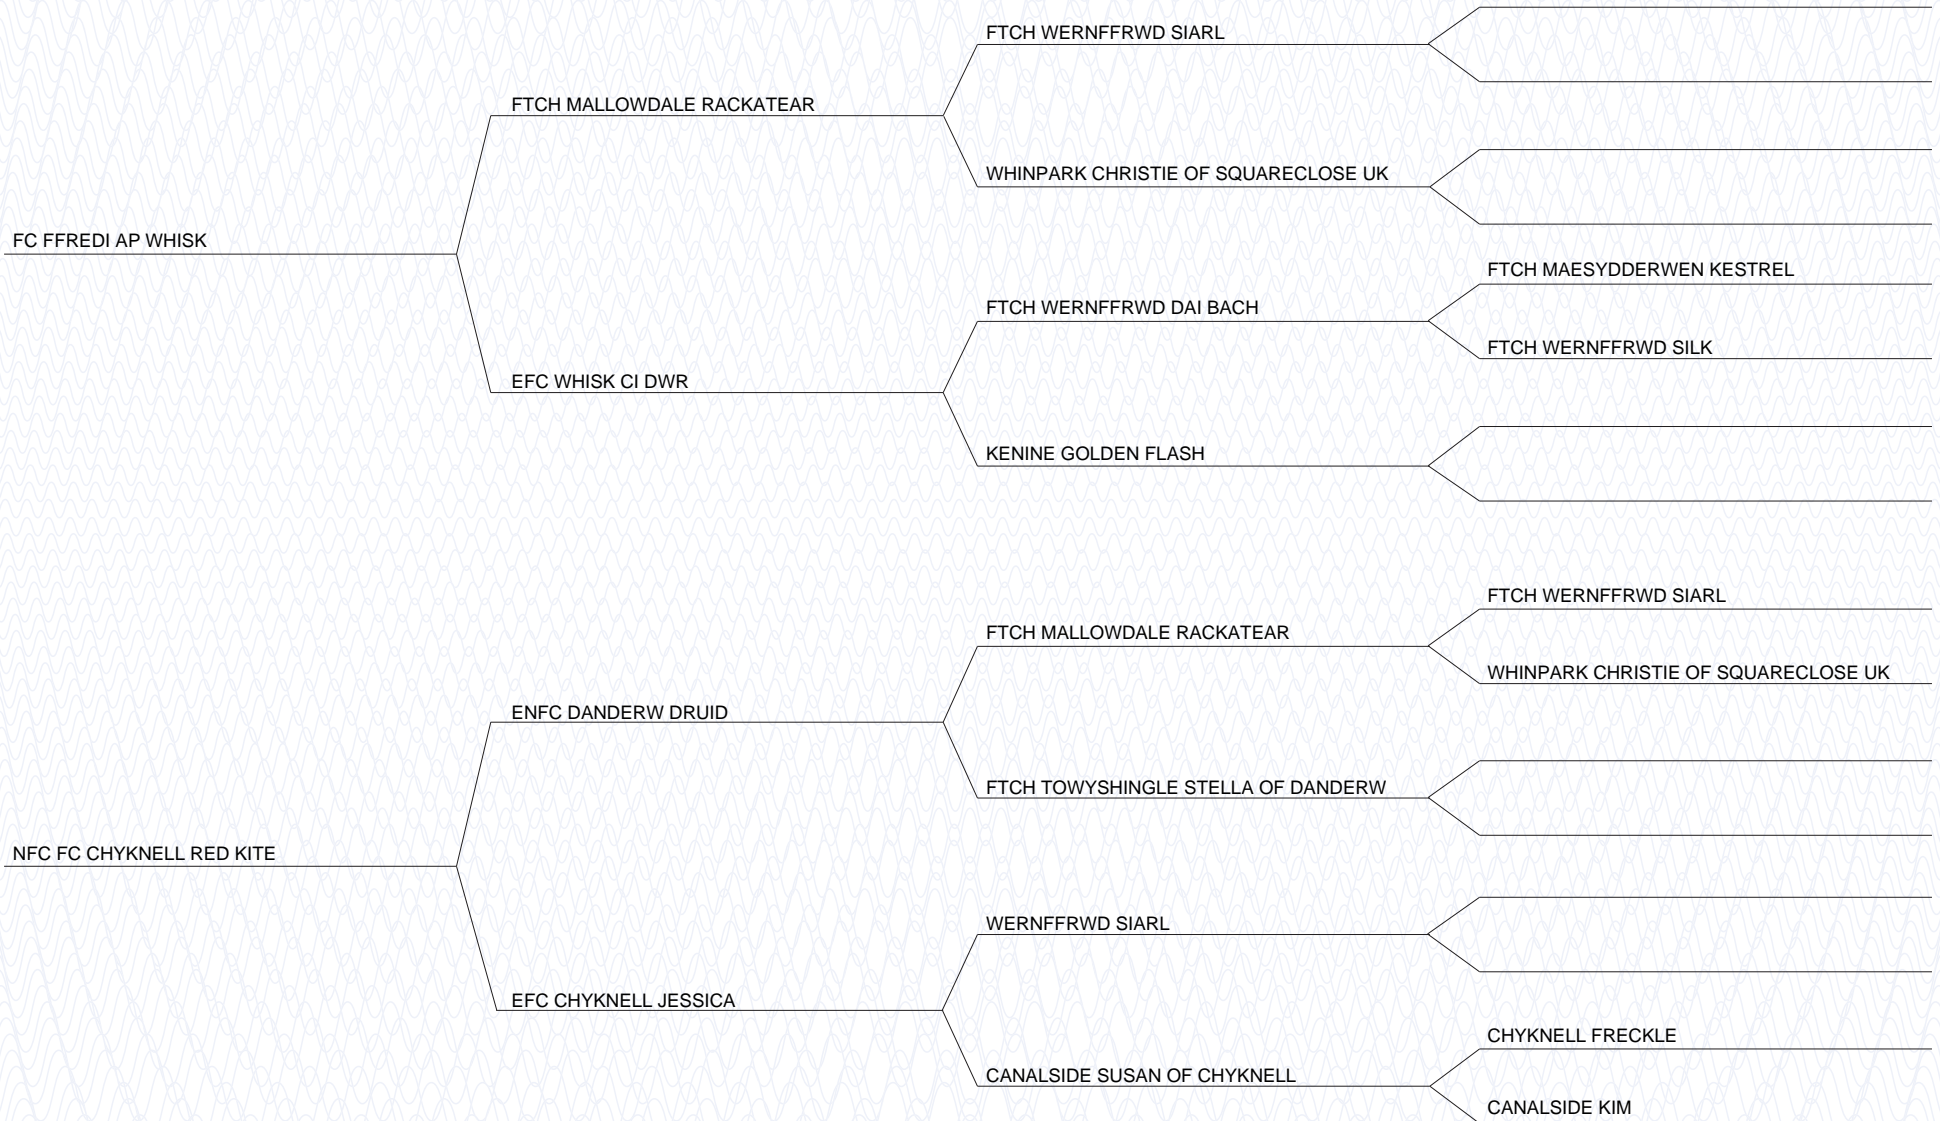 FTCH WERNFFRWD SIARL
FTCH MALLOWDALE RACKATEAR
WHINPARK CHRISTIE OF SQUARECLOSE UK
FC FFREDI AP WHISK
FTCH MAESYDDERWEN KESTREL
FTCH WERNFFRWD DAI BACH
FTCH WERNFFRWD SILK
EFC WHISK CI DWR
KENINE GOLDEN FLASH
FTCH WERNFFRWD SIARL
FTCH MALLOWDALE RACKATEAR
WHINPARK CHRISTIE OF SQUARECLOSE UK
ENFC DANDERW DRUID
FTCH TOWYSHINGLE STELLA OF DANDERW
NFC FC CHYKNELL RED KITE
WERNFFRWD SIARL
EFC CHYKNELL JESSICA
CHYKNELL FRECKLE
CANALSIDE SUSAN OF CHYKNELL
CANALSIDE KIM